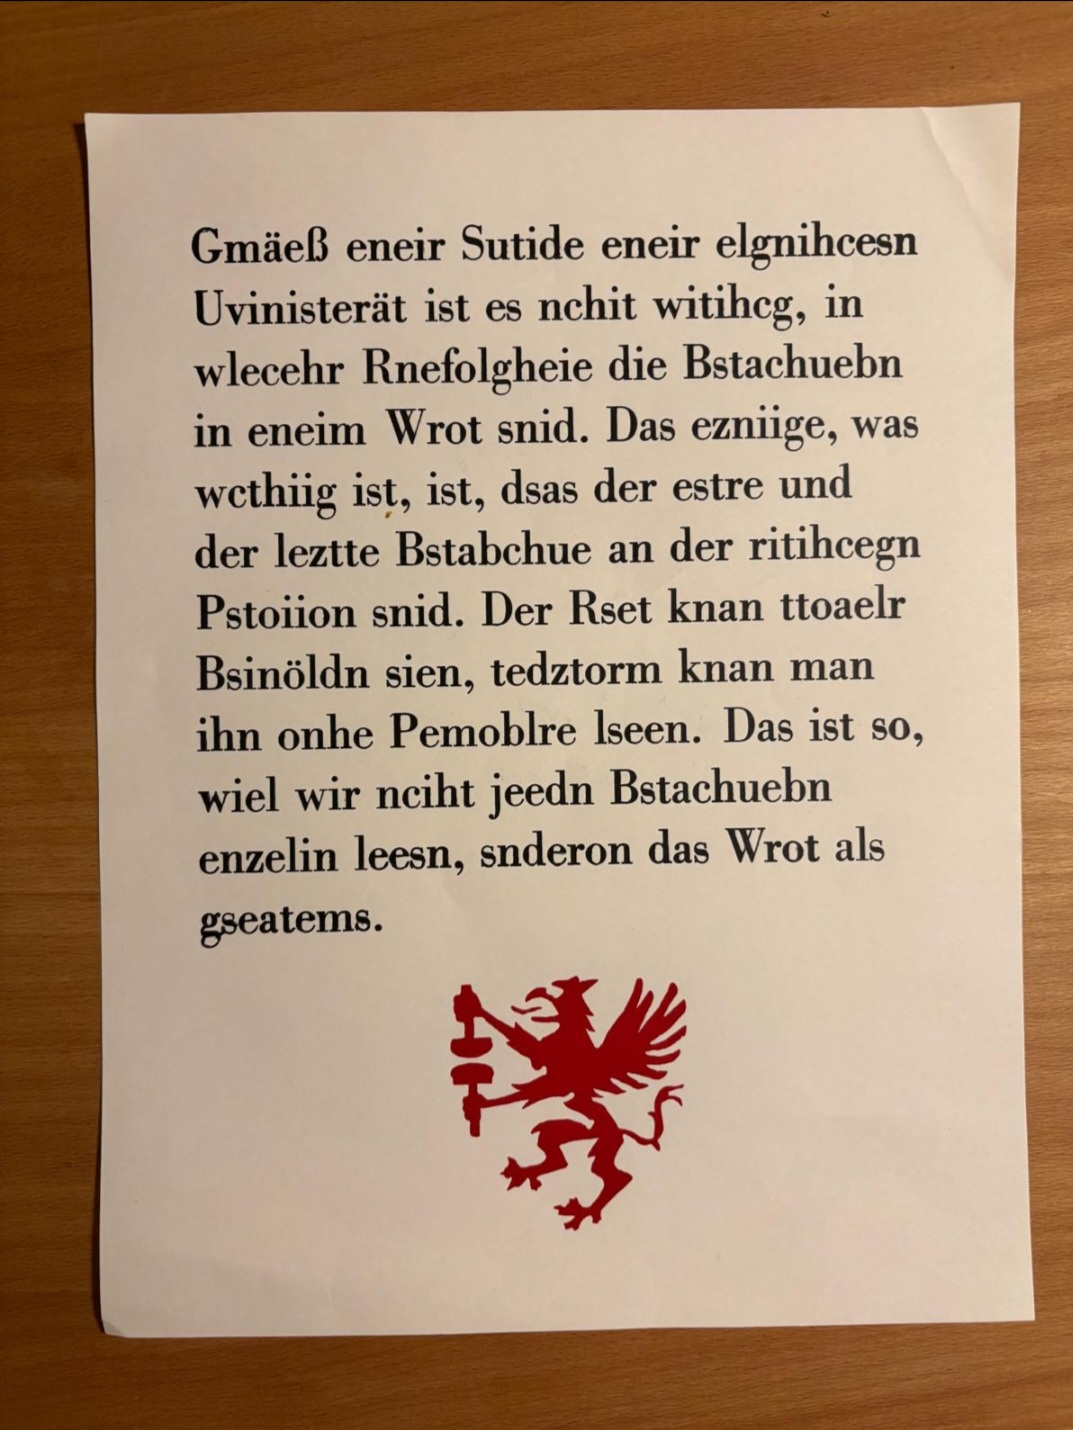 Gmäeß eneir Sutide eneir elgnihcesn
Uvinisterät ist es nchit witihcg, in
wlecehr Rnefolgheie die Bstachuebn
in eneim Wrot snid. Das ezniige, was
wcthiig ist, ist, dsas der estre und
der leztte Bstabchue an der ritihcegn
Pstoiion snid. Der Rset knan ttoaelr
Bsinöldn sien, tedztorm knan man
ihn onhe Pemoblre lseen. Das ist so,
wiel wir nciht jeedn Bstachuebn
enzelin leesn, snderon das Wrot als
gseatems.